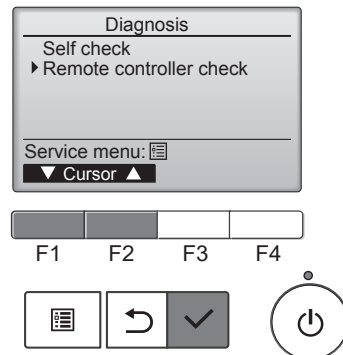 Diagnosis
Self check
Remote controller check
Service menu:
Cursor
F1 F2 F3 F4